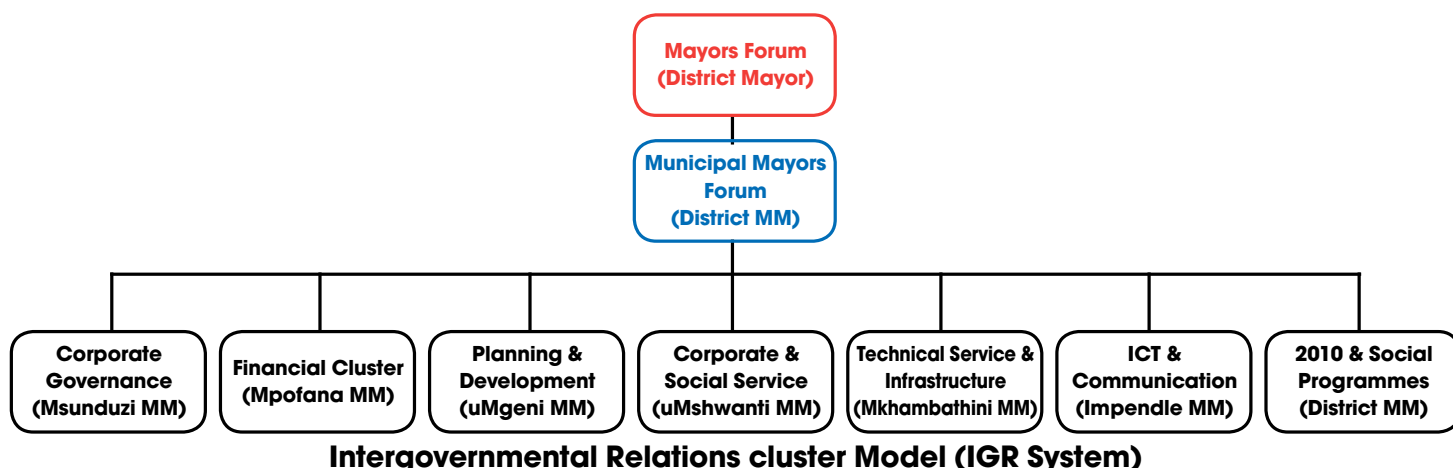 Mayors Forum
(District Mayor)
Municipal Mayors
Forum
(District MM)
Corporate
Governance
(Msunduzi MM)
Financial Cluster
(Mpofana MM)
Planning &
Development
(uMgeni MM)
Corporate &
Social Service
(uMshwanti MM)
Technical Service &
Infrastructure
(Mkhambathini MM)
ICT &
Communication
(Impendle MM)
2010 & Social
Programmes
(District MM)
Intergovernmental Relations cluster Model (IGR System)